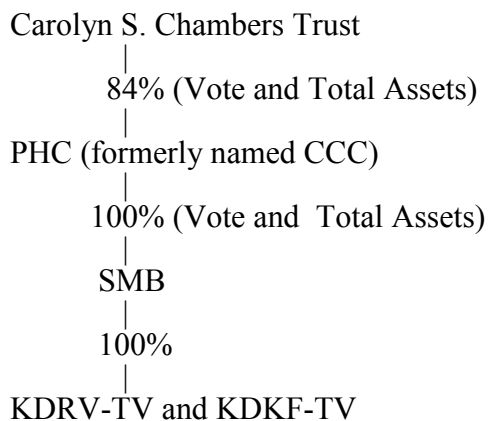 Carolyn S. Chambers Trust
84% (Vote and Total Assets)
PHC (formerly named CCC)
100% (Vote and  Total Assets)
SMB
100%
KDRV-TV and KDKF-TV